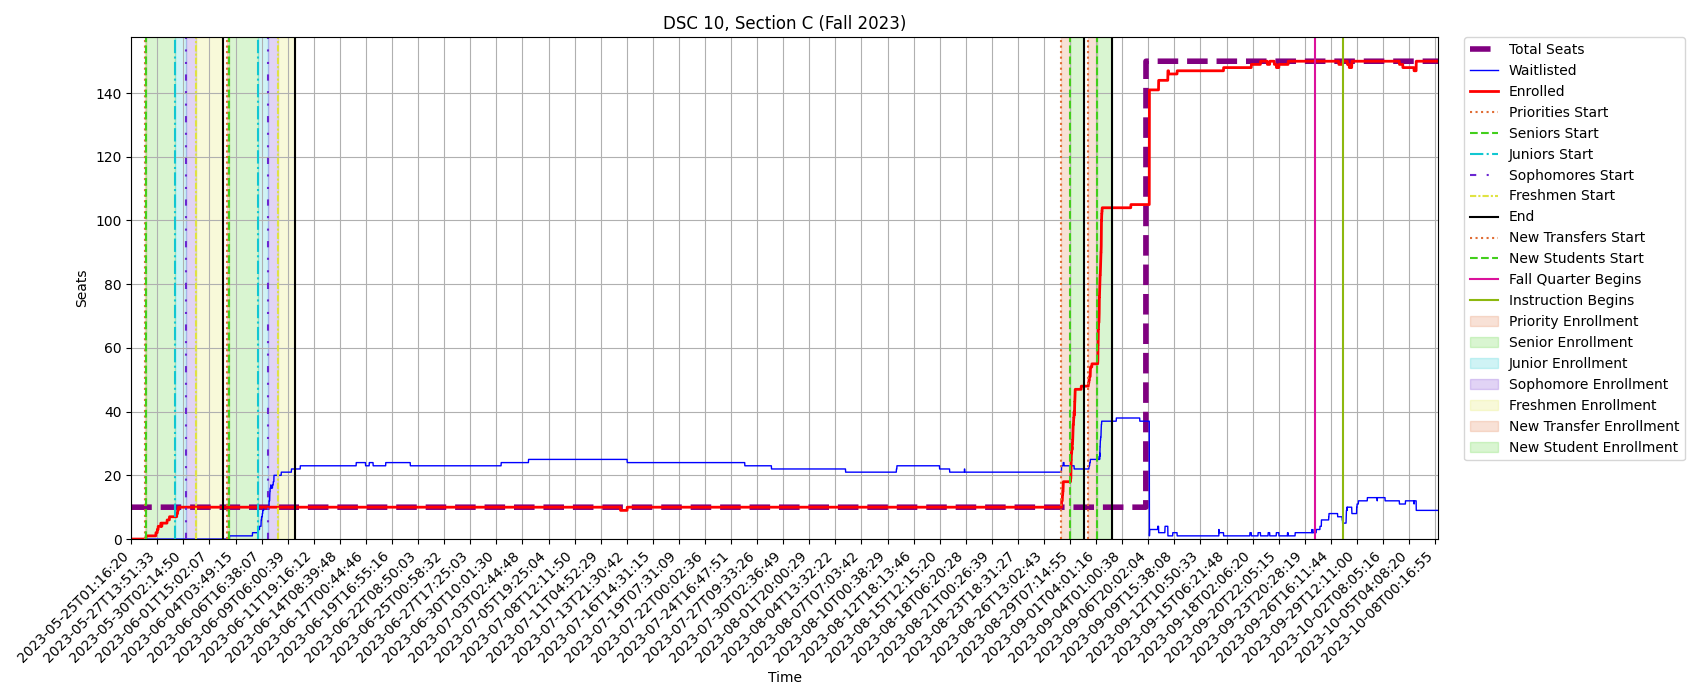 DSC 10, Section C (Fall 2023)
Seats
140
120
100
80
60
40
20
0
2023-05-25T01:16:20
2023-05-27T13:51:33
2023-05-30T02:14:50
2023-06-01T15:02:07
2023-06-04T03:49:15
2023-06-06T16:38:07
2023-06-09T06:00:39
2023-06-11T19:16:12
2023-06-14T08:39:48
2023-06-17T00:44:46
2023-06-19T16:55:16
2023-06-22T08:50:03
2023-06-25T00:58:32
2023-06-27T17:25:03
2023-06-30T10:01:30
2023-07-03T02:44:48
2023-07-05T19:25:04
2023-07-08T12:11:50
2023-07-11T04:52:29
2023-07-13T21:30:42
2023-07-16T14:31:15
2023-07-19T07:31:09
2023-07-22T00:02:36
2023-07-24T16:47:51
2023-07-27T09:33:26
2023-07-30T02:36:49
2023-08-01T20:00:29
2023-08-04T13:32:22
2023-08-07T07:03:42
2023-08-10T00:38:29
2023-08-12T18:13:46
2023-08-15T12:15:20
2023-08-18T06:20:28
2023-08-21T00:26:39
2023-08-23T18:31:27
2023-08-26T13:02:43
2023-08-29T07:14:55
2023-09-01T04:01:16
2023-09-04T01:00:38
2023-09-06T20:02:04
2023-09-09T15:38:08
2023-09-12T10:50:33
2023-09-15T06:21:48
2023-09-18T02:06:20
2023-09-20T22:05:15
2023-09-23T20:28:19
2023-09-26T16:11:44
2023-09-29T12:11:00
2023-10-02T08:05:16
2023-10-05T04:08:20
2023-10-08T00:16:55
Time
Total Seats
Waitlisted
Enrolled
Priorities Start
Seniors Start
Juniors Start
Sophomores Start
Freshmen Start
End
New Transfers Start
New Students Start
Fall Quarter Begins
Instruction Begins
Priority Enrollment
Senior Enrollment
Junior Enrollment
Sophomore Enrollment
Freshmen Enrollment
New Transfer Enrollment
New Student Enrollment